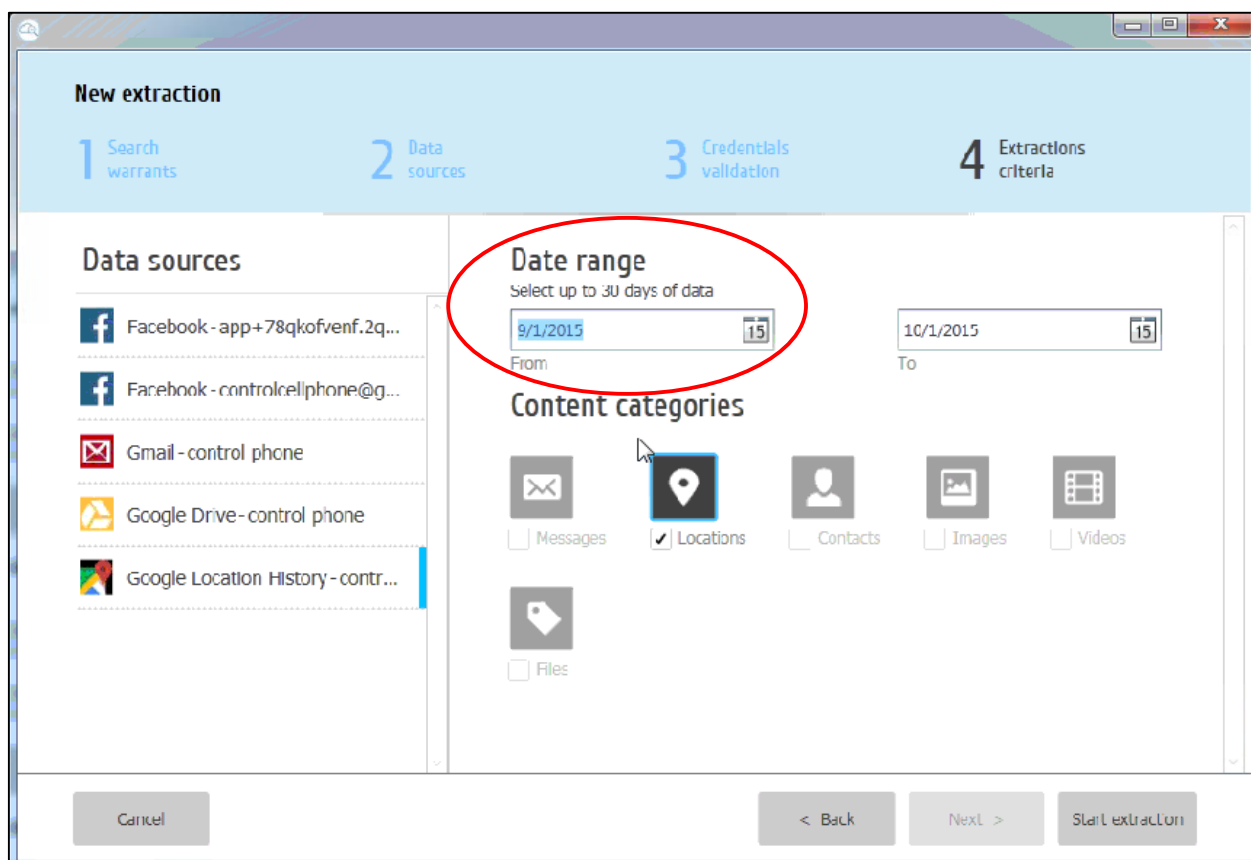 New extraction
1 Search warrants
2 Data sources
3 Credentials validation
4 Extractions criteria
Data sources
Facebook - app+78qkofvenf.2q...
Facebook - controlcellphone@g...
Gmail - control phone
Google Drive - control phone
Google Location History - contr...
Date range
Select up to 30 days of data
9/1/2015 15
10/1/2015 15
From
To
Content categories
Messages
✓ Locations
Contacts
Images
Videos
Files
Cancel
< Back
Next >
Start extraction